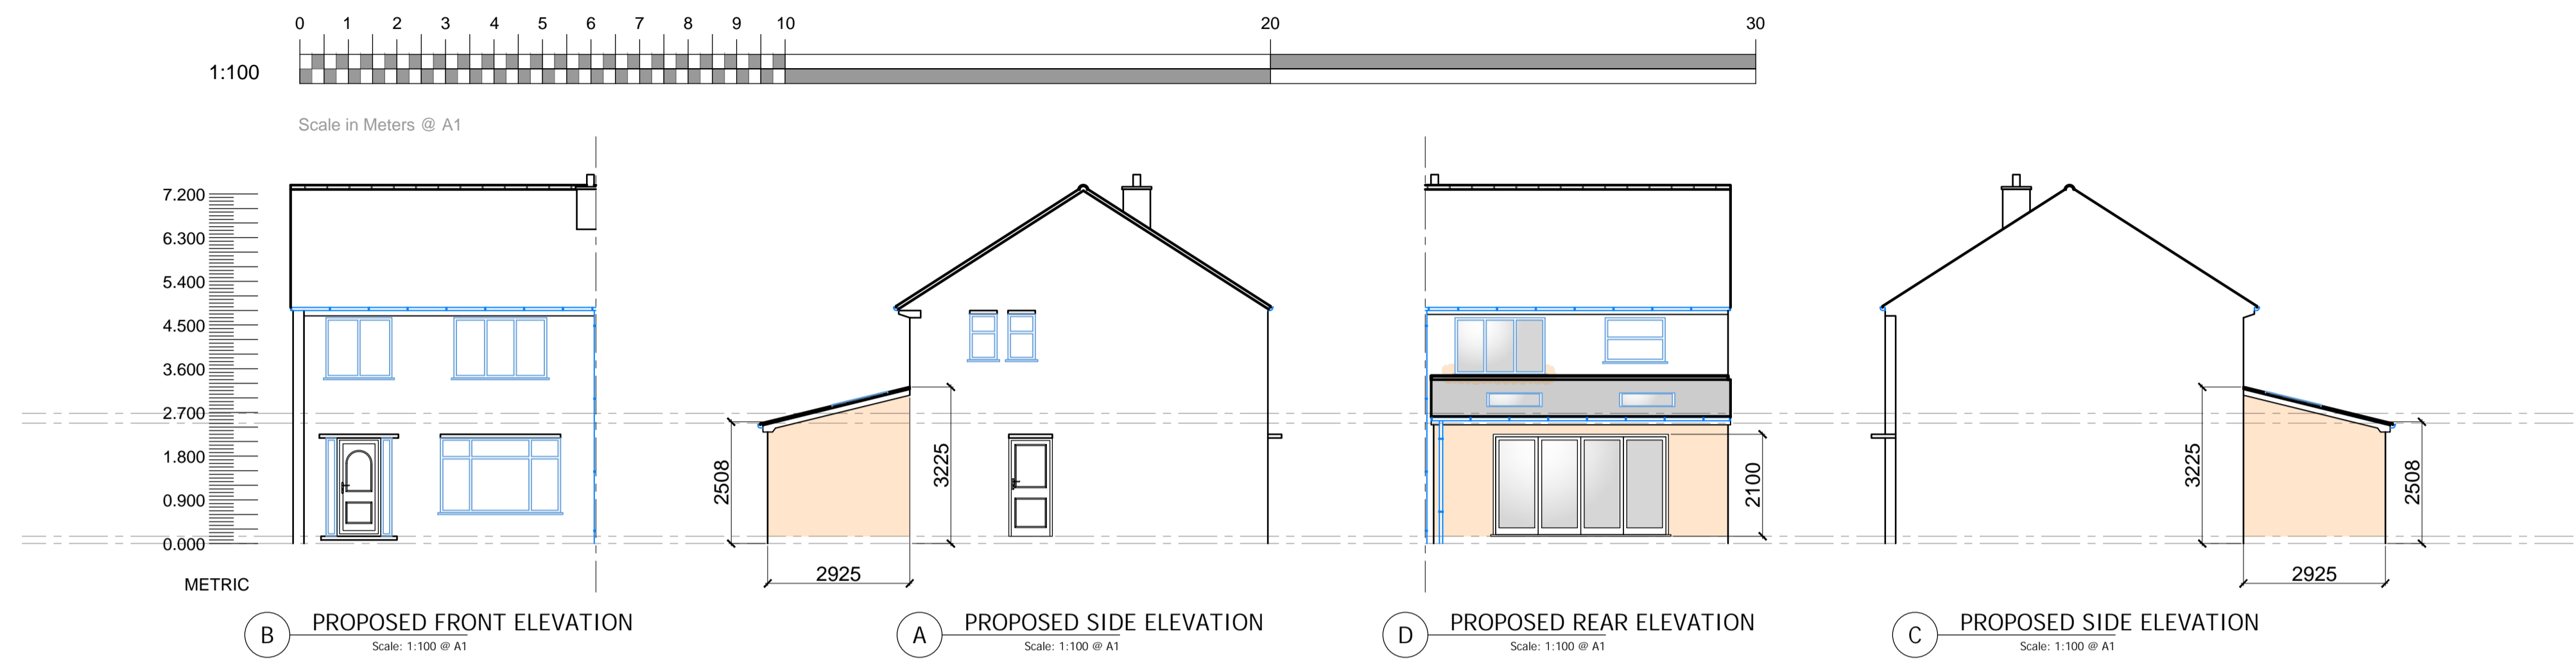 0 1 2 3 4 5 6 7 8 9 10 20 30
1:100
Scale in Meters @ A1
7.200
6.300
5.400
4.500
3.600
2.700
1.800
0.900
0.000
METRIC
2508
3225
2925
2100
3225
2508
2925
B PROPOSED FRONT ELEVATION
Scale: 1:100 @ A1
A PROPOSED SIDE ELEVATION
Scale: 1:100 @ A1
D PROPOSED REAR ELEVATION
Scale: 1:100 @ A1
C PROPOSED SIDE ELEVATION
Scale: 1:100 @ A1